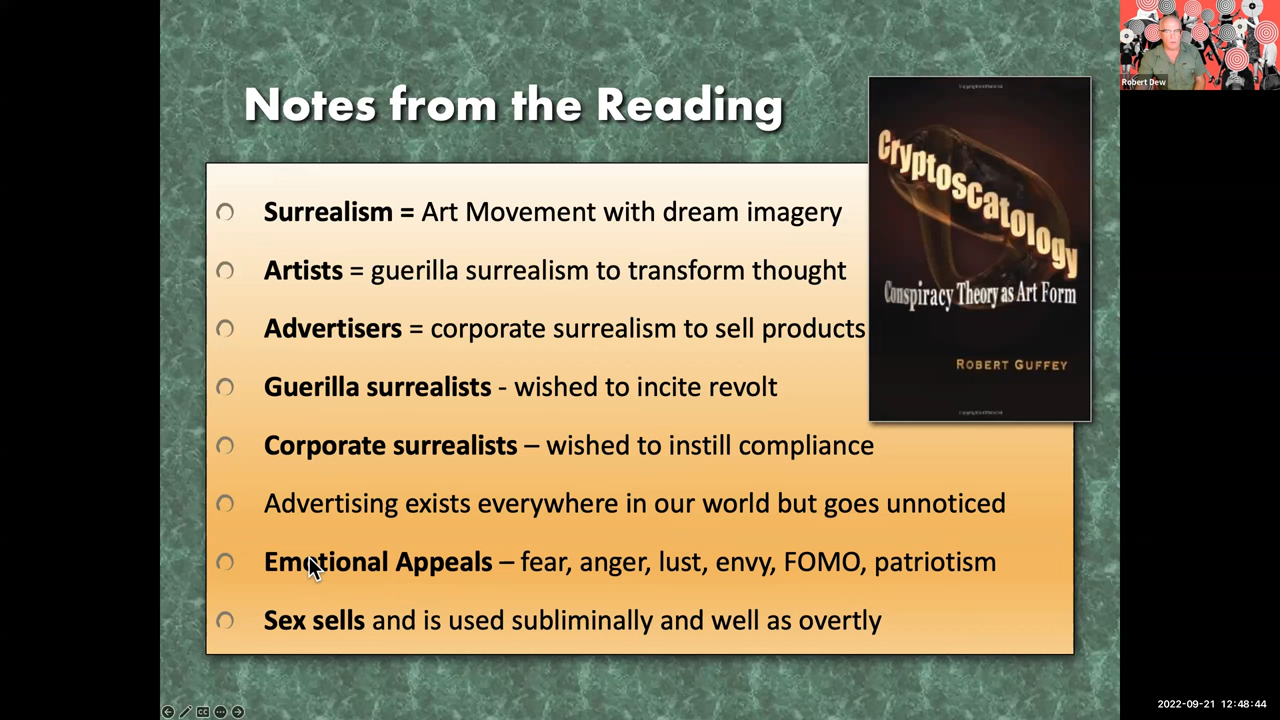 Notes from the Reading
Surrealism = Art Movement with dream imagery
Artists = guerilla surrealism to transform thought
Advertisers = corporate surrealism to sell products
Guerilla surrealists - wished to incite revolt
Corporate surrealists – wished to instill compliance
Advertising exists everywhere in our world but goes unnoticed
Emotional Appeals – fear, anger, lust, envy, FOMO, patriotism
Sex sells and is used subliminally and well as overtly
Cryptoscatology
Conspiracy Theory as Art Form
ROBERT GUFFEY
Robert Dew
CC
2022-09-21 12:48:44